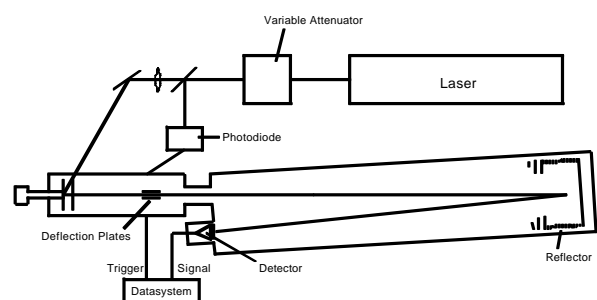 Variable Attenuator
Laser
Photodiode
Deflection Plates
Reflector
Trigger
Signal
Detector
Datasystem